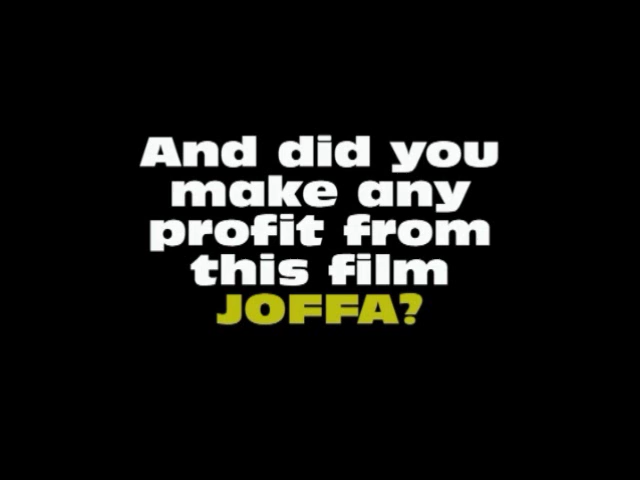 And did you
make any
profit from
this film
JOFFA?